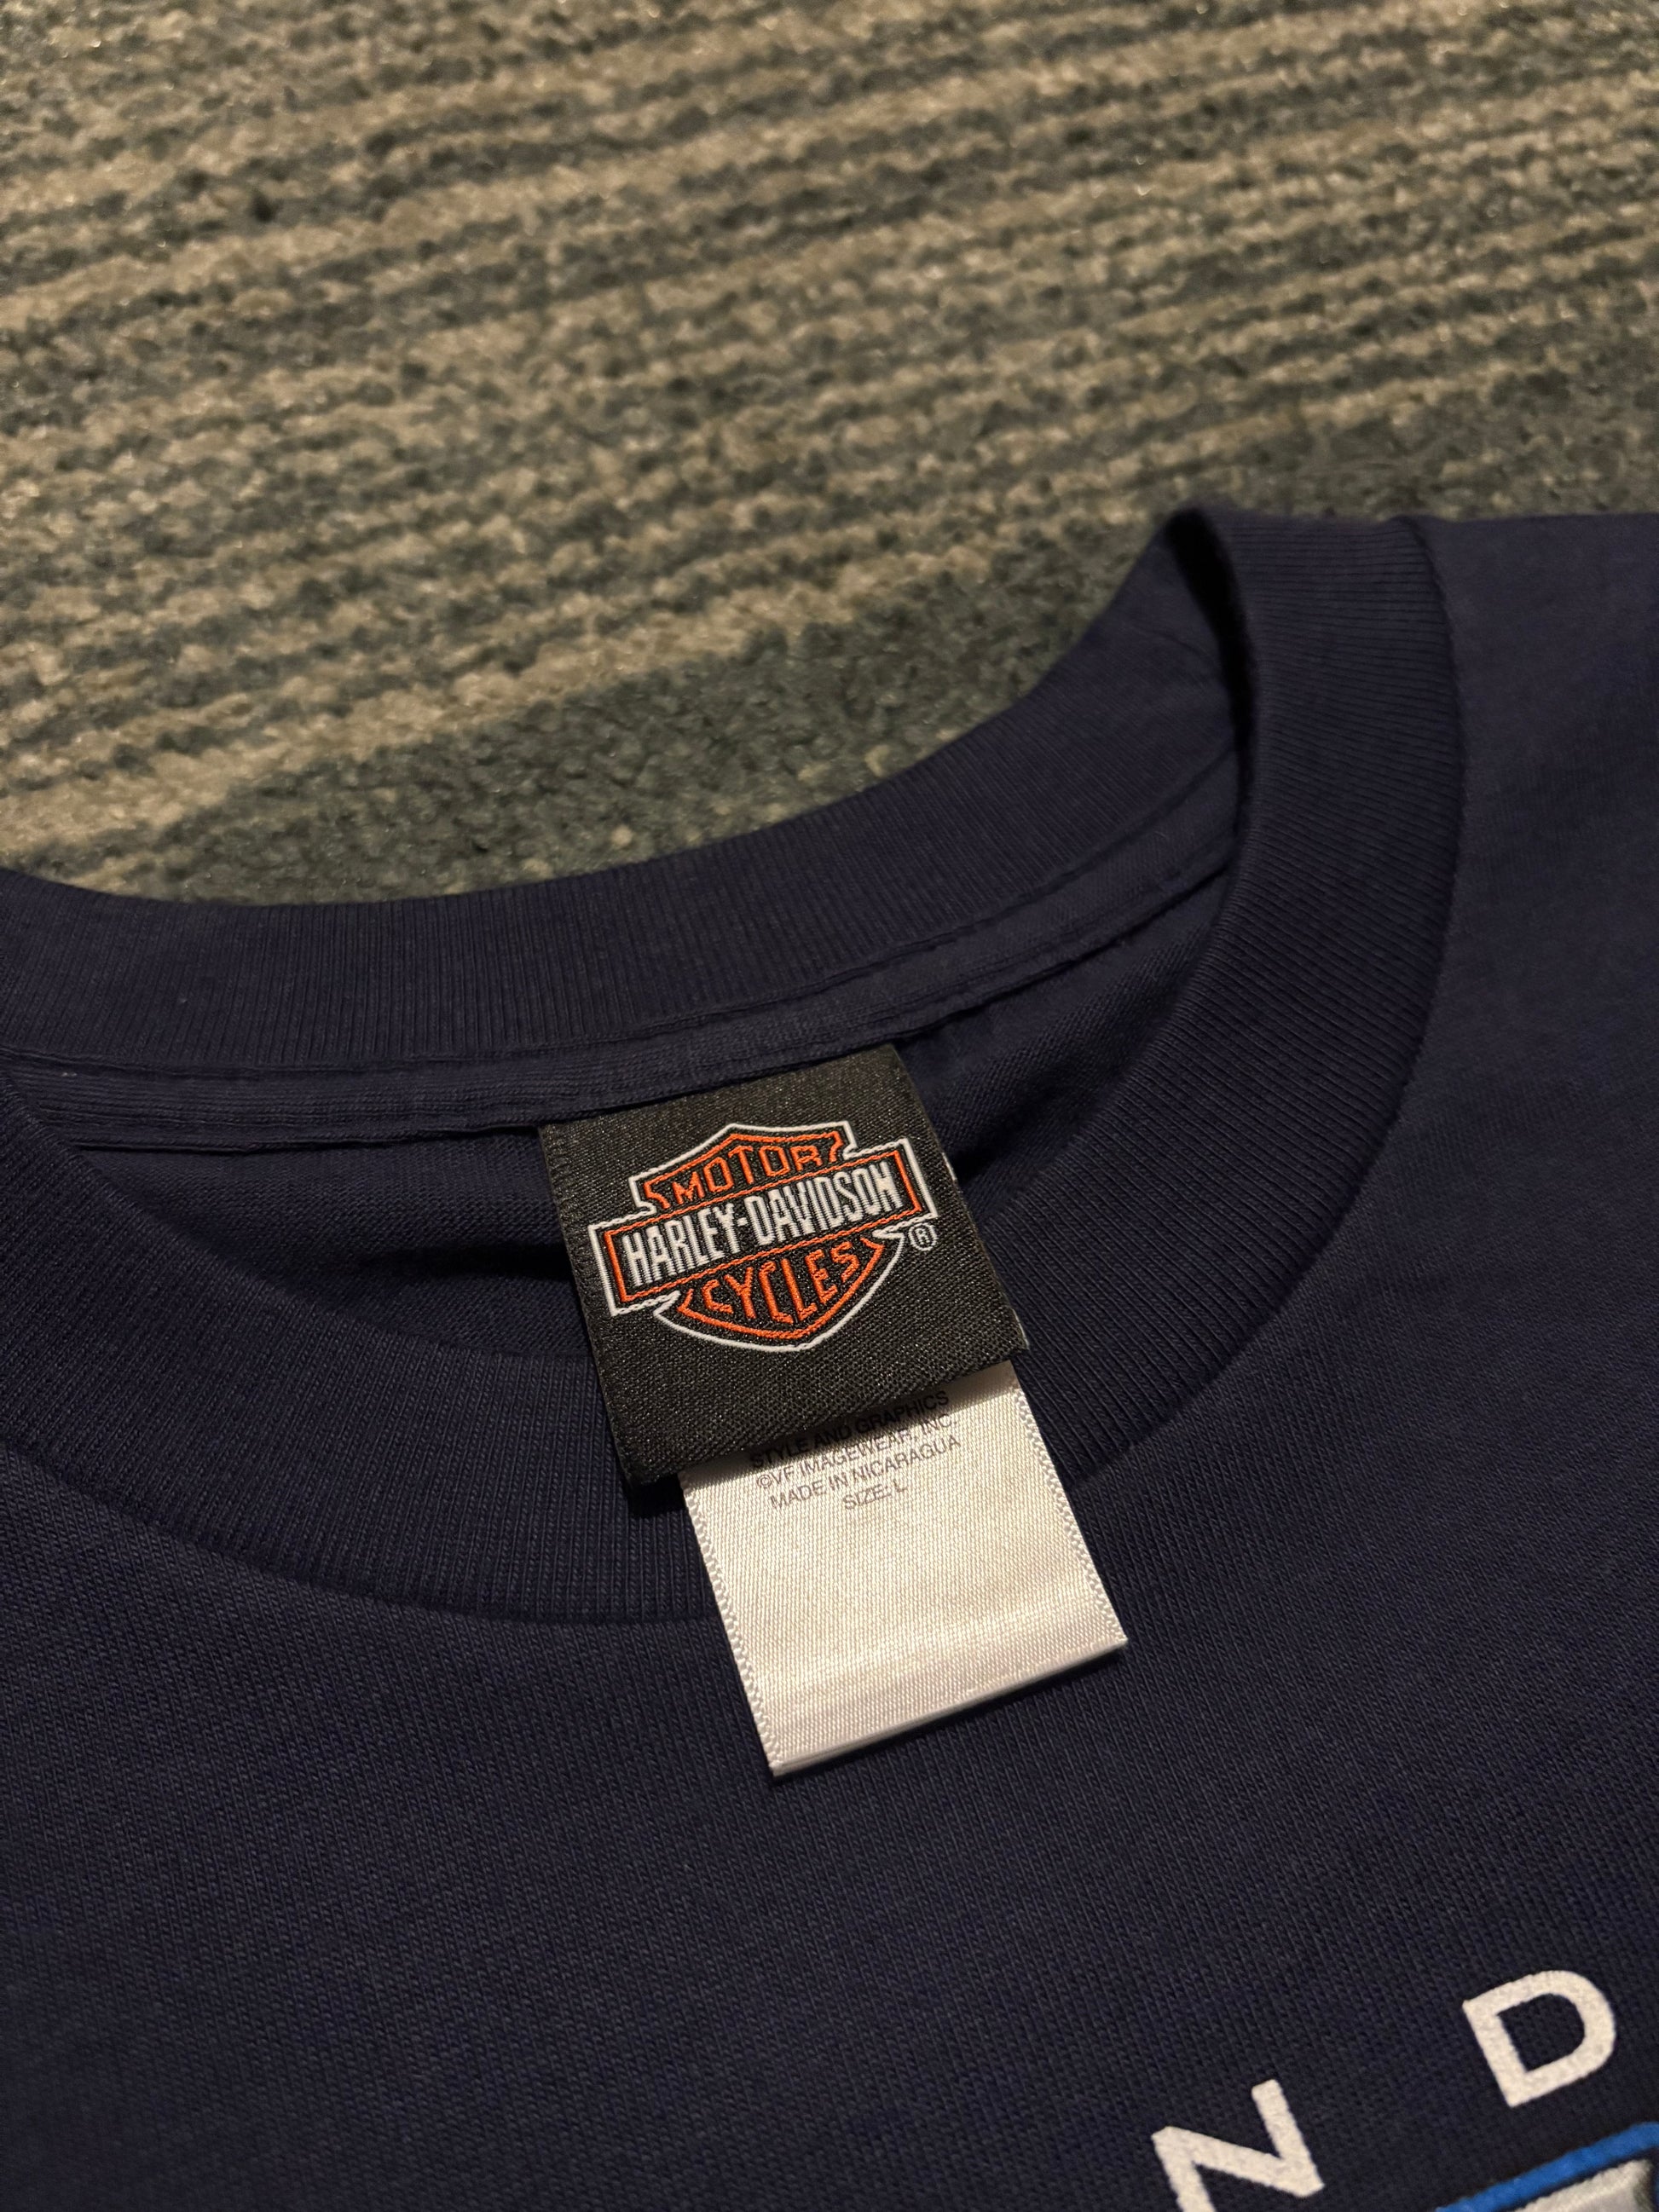 MOTOR
HARLEY-DAVIDSON
CYCLES
®
STYLE AND GRAPHICS
©VF IMAGEWEAR, INC.
MADE IN NICARAGUA
SIZE: L
N D